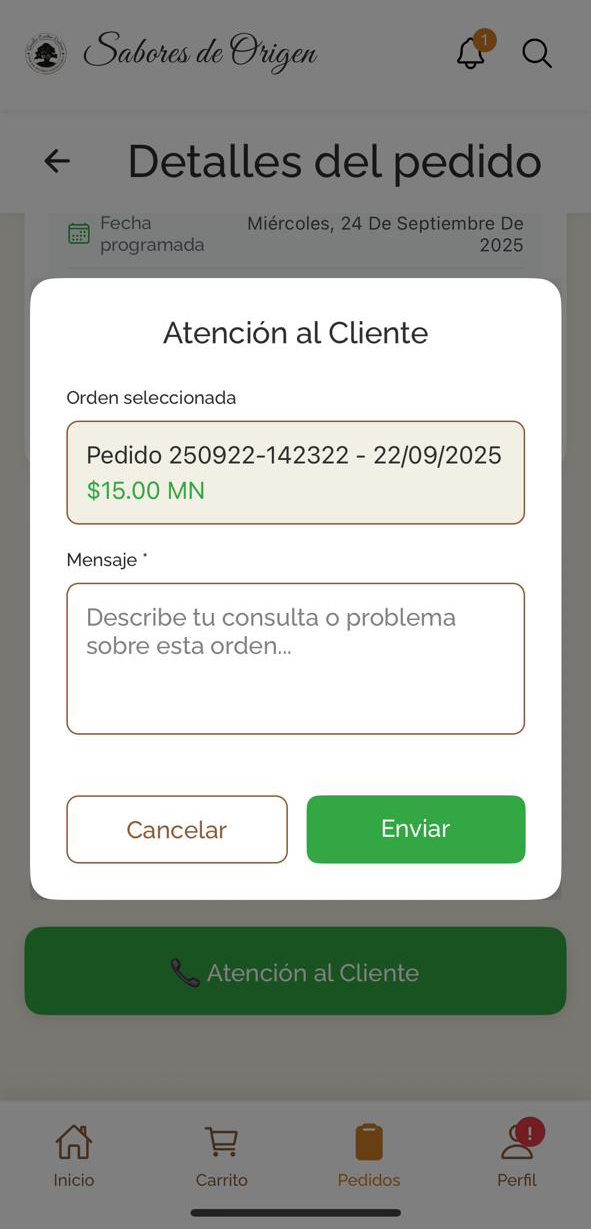 Sabores de Origen
1
Detalles del pedido
Fecha
programada
Miércoles, 24 De Septiembre De
2025
Atención al Cliente
Orden seleccionada
Pedido 250922-142322 - 22/09/2025
$15.00 MN
Mensaje *
Describe tu consulta o problema
sobre esta orden...
Cancelar
Enviar
Atención al Cliente
!
Inicio
Carrito
Pedidos
Perfil